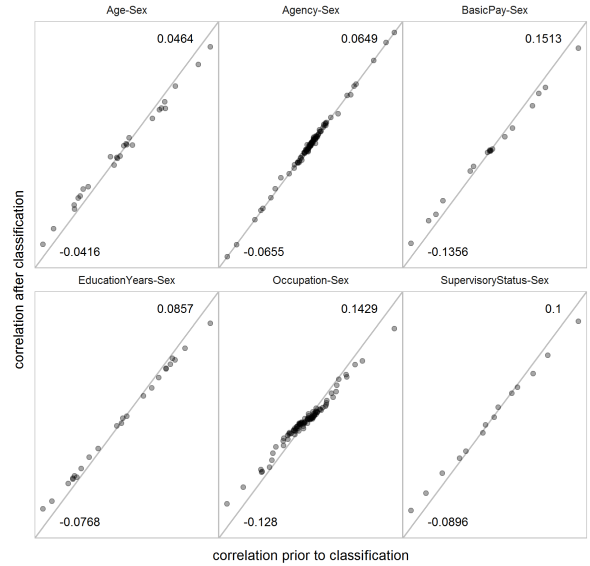 Age-Sex
Agency-Sex
BasicPay-Sex
0.0464
0.0649
0.1513
-0.0416
-0.0655
-0.1356
EducationYears-Sex
Occupation-Sex
SupervisoryStatus-Sex
0.0857
0.1429
0.1
-0.0768
-0.128
-0.0896
correlation after classification
correlation prior to classification